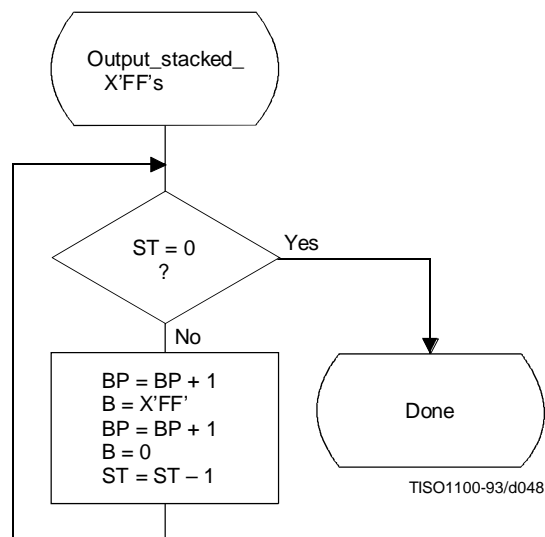 Output_stacked_
X'FF's
ST = 0
?
Yes
No
BP = BP + 1
B = X'FF'
BP = BP + 1
B = 0
ST = ST – 1
Done
TISO1100-93/d048